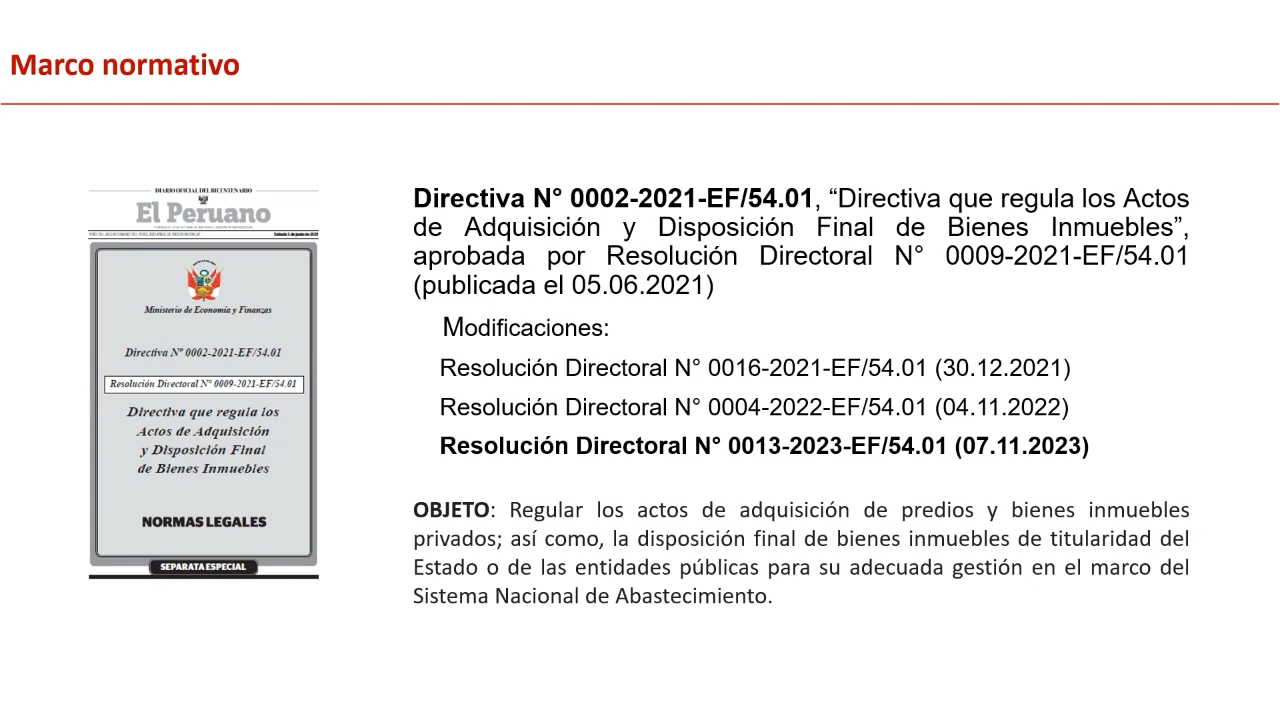 Marco normativo
DIARIO OFICIAL DEL BICENTENARIO
El Peruano
Ministerio de Economía y Finanzas
Directiva N° 0002-2021-EF/54.01
Resolución Directoral N° 0009-2021-EF/54.01
Directiva que regula los
Actos de Adquisición
y Disposición Final
de Bienes Inmuebles
NORMAS LEGALES
SEPARATA ESPECIAL
Directiva N° 0002-2021-EF/54.01, “Directiva que regula los Actos
de Adquisición y Disposición Final de Bienes Inmuebles”,
aprobada por Resolución Directoral N° 0009-2021-EF/54.01
(publicada el 05.06.2021)
Modificaciones:
Resolución Directoral N° 0016-2021-EF/54.01 (30.12.2021)
Resolución Directoral N° 0004-2022-EF/54.01 (04.11.2022)
Resolución Directoral N° 0013-2023-EF/54.01 (07.11.2023)
OBJETO: Regular los actos de adquisición de predios y bienes inmuebles
privados; así como, la disposición final de bienes inmuebles de titularidad del
Estado o de las entidades públicas para su adecuada gestión en el marco del
Sistema Nacional de Abastecimiento.